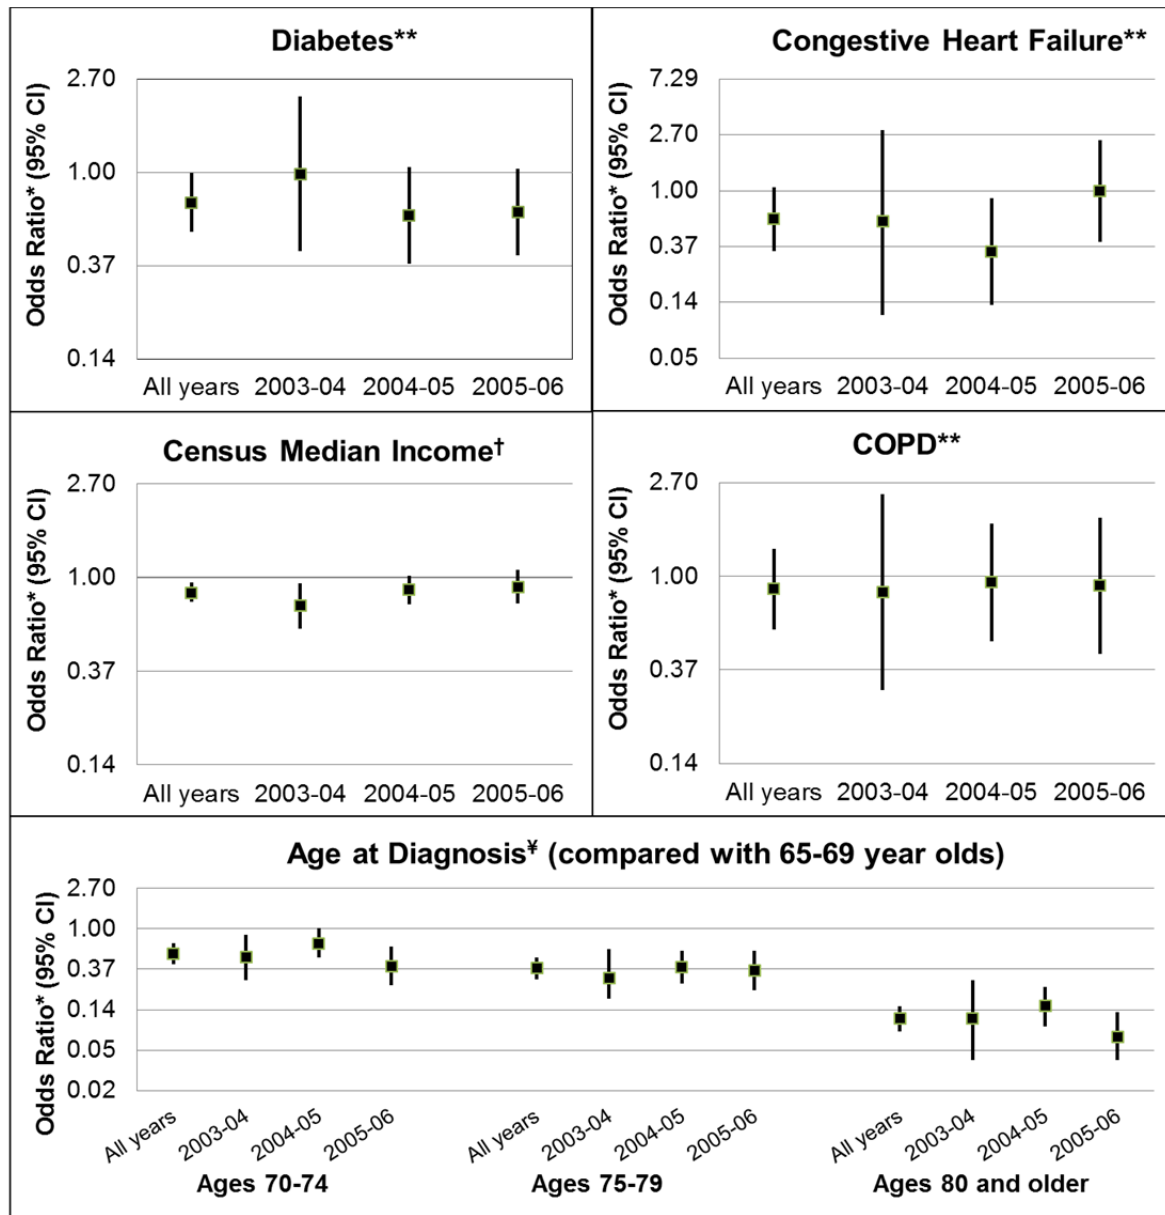 Diabetes**
Odds Ratio* (95% CI)
2.70
1.00
0.37
0.14
All years 2003-04 2004-05 2005-06
Congestive Heart Failure**
Odds Ratio* (95% CI)
7.29
2.70
1.00
0.37
0.14
0.05
All years 2003-04 2004-05 2005-06
Census Median Income†
Odds Ratio* (95% CI)
2.70
1.00
0.37
0.14
All years 2003-04 2004-05 2005-06
COPD**
Odds Ratio* (95% CI)
2.70
1.00
0.37
0.14
All years 2003-04 2004-05 2005-06
Age at Diagnosis¥ (compared with 65-69 year olds)
Odds Ratio* (95% CI)
2.70
1.00
0.37
0.14
0.05
0.02
All years 2003-04 2004-05 2005-06 All years 2003-04 2004-05 2005-06 All years 2003-04 2004-05 2005-06
Ages 70-74 Ages 75-79 Ages 80 and older